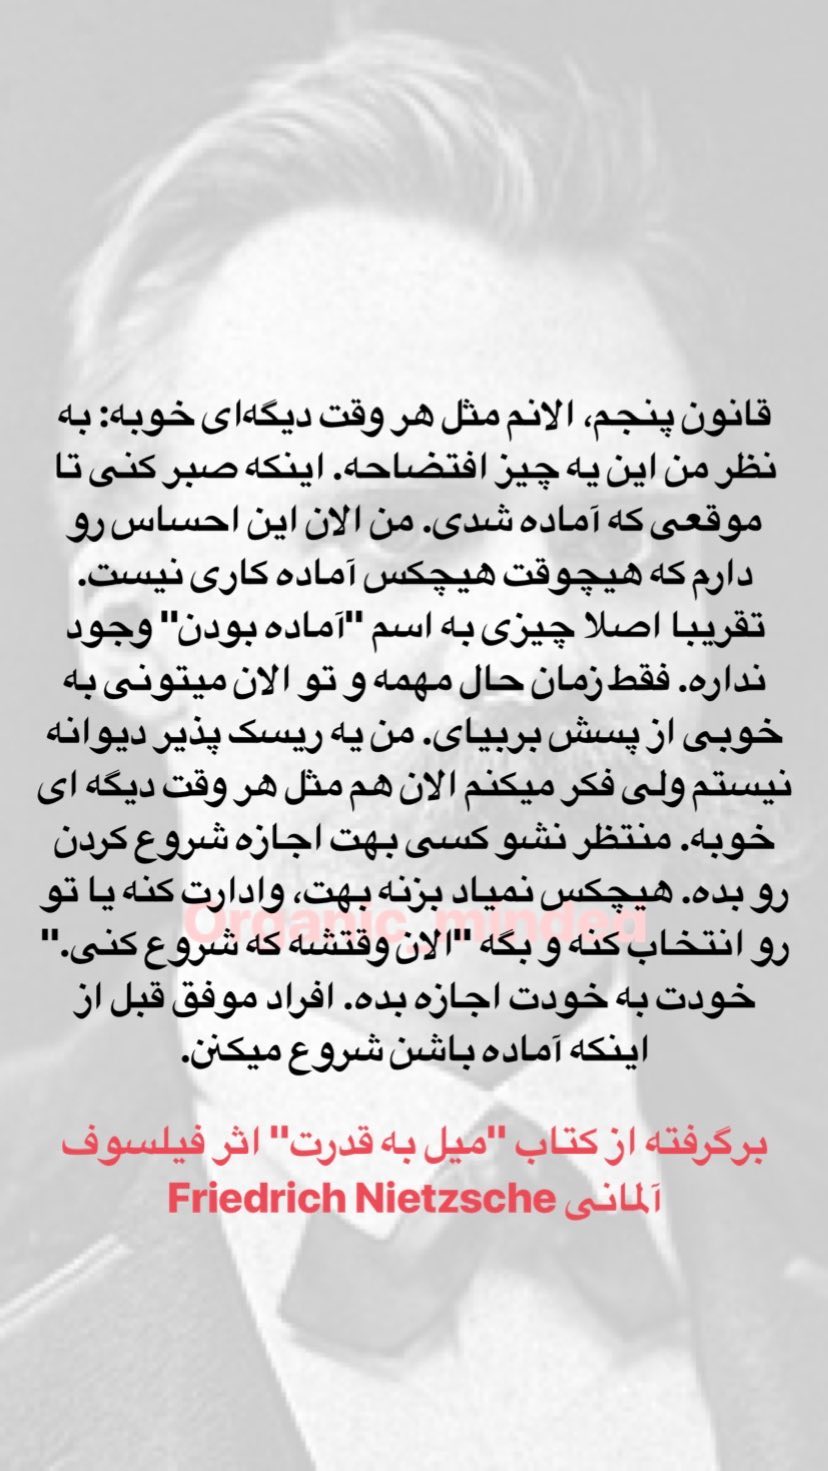 قانون پنجم، الانم مثل هر وقت دیگه‌ای خوبه: به
نظر من این یه چیز افتضاحه. اینکه صبر کنی تا
موقعی که آماده شدی. من الان این احساس رو
دارم که هیچوقت هیچکس آماده کاری نیست.
تقریبا اصلا چیزی به اسم "آماده بودن" وجود
نداره. فقط زمان حال مهمه و تو الان میتونی به
خوبی از پسش بربیای. من یه ریسک پذیر دیوانه
نیستم ولی فکر میکنم الان هم مثل هر وقت دیگه ای
خوبه. منتظر نشو کسی بهت اجازه شروع کردن
رو بده. هیچکس نمیاد بزنه بهت، وادارت کنه یا تو
رو انتخاب کنه و بگه "الان وقتشه که شروع کنی."
Organic_minded
خودت به خودت اجازه بده. افراد موفق قبل از
اینکه آماده باشن شروع میکنن.
برگرفته از کتاب "میل به قدرت" اثر فیلسوف
آلمانی Friedrich Nietzsche